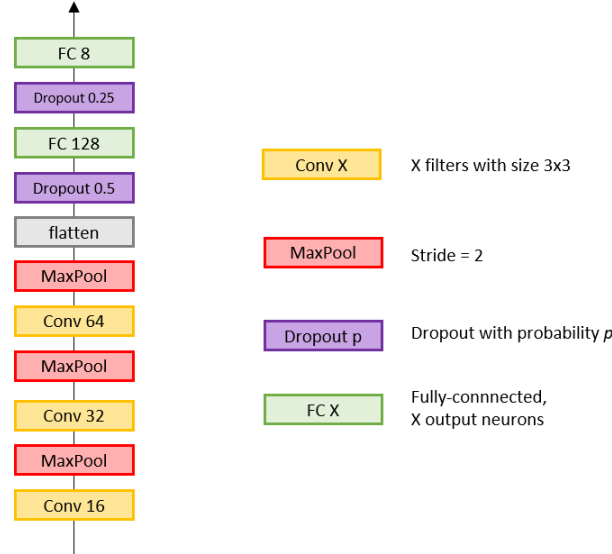 FC 8
Dropout 0.25
FC 128
Dropout 0.5
flatten
MaxPool
Conv 64
MaxPool
Conv 32
MaxPool
Conv 16
Conv X
X filters with size 3x3
MaxPool
Stride = 2
Dropout p
Dropout with probability p
FC X
Fully-connnected,
X output neurons